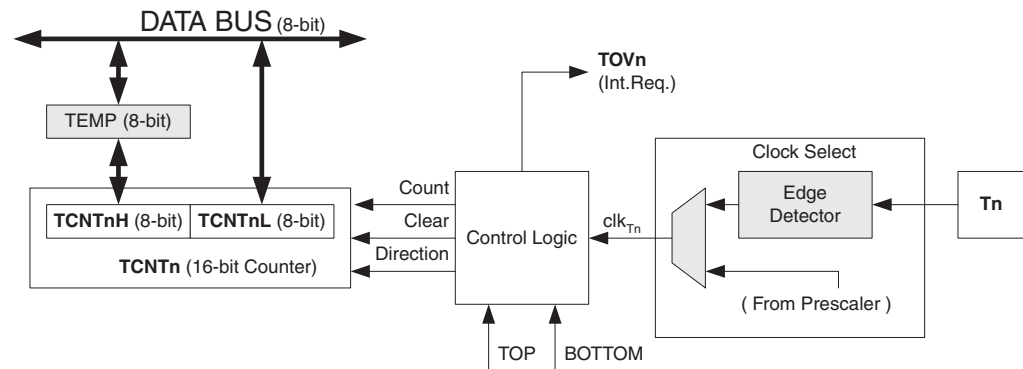 DATA BUS (8-bit)
TOVn
(Int.Req.)
TEMP (8-bit)
Clock Select
Count
Edge
Detector
Tn
TCNTnH (8-bit) TCNTnL (8-bit)
Clear
Control Logic
clkTn
TCNTn (16-bit Counter)
Direction
( From Prescaler )
TOP
BOTTOM